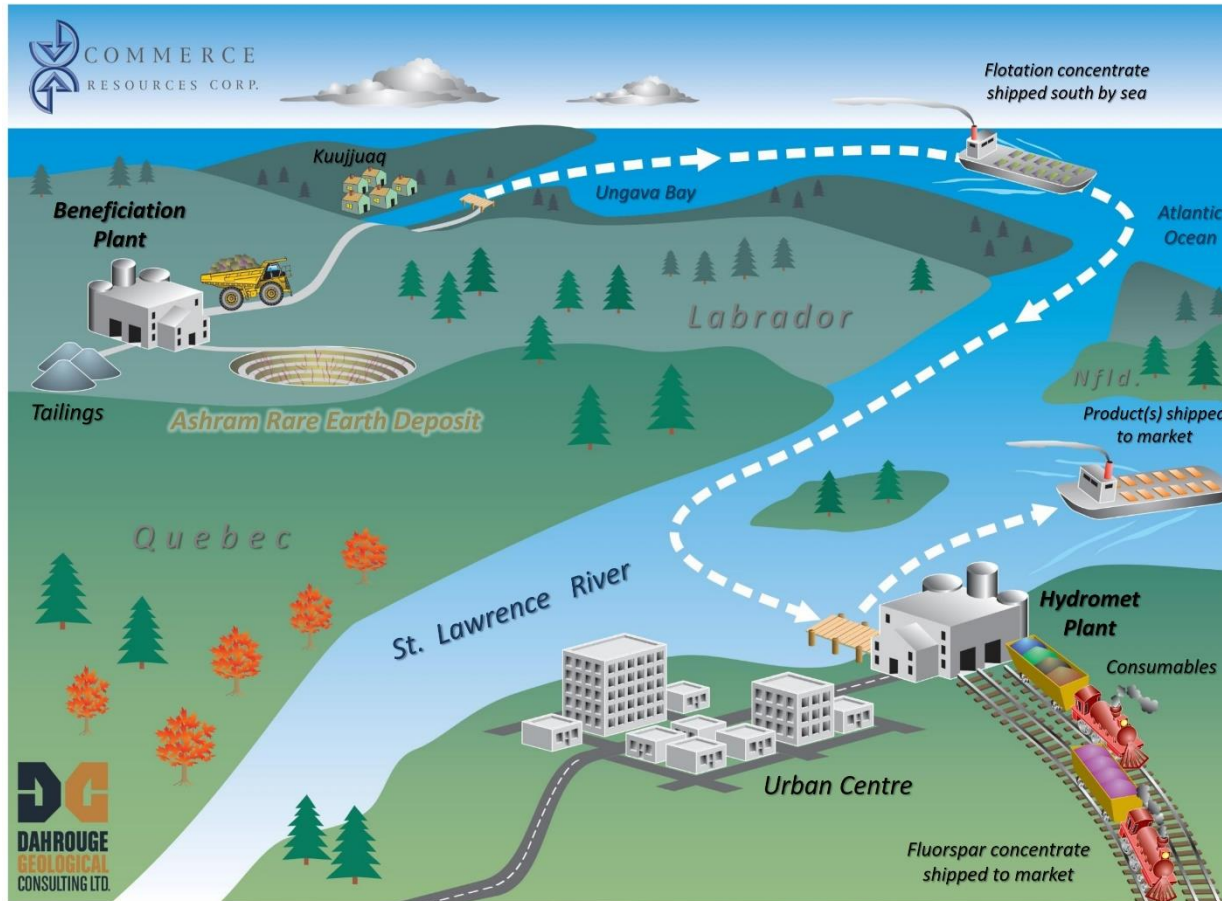 COMMERCE
RESOURCES CORP.
Flotation concentrate
shipped south by sea
Kuujjuaq
Ungava Bay
Beneficiation
Plant
Atlantic
Ocean
Labrador
Nfld.
Tailings
Ashram Rare Earth Deposit
Product(s) shipped
to market
Quebec
St. Lawrence River
Hydromet
Plant
Consumables
Urban Centre
DAHROUGE
GEOLOGICAL
CONSULTING LTD.
Fluorspar concentrate
shipped to market